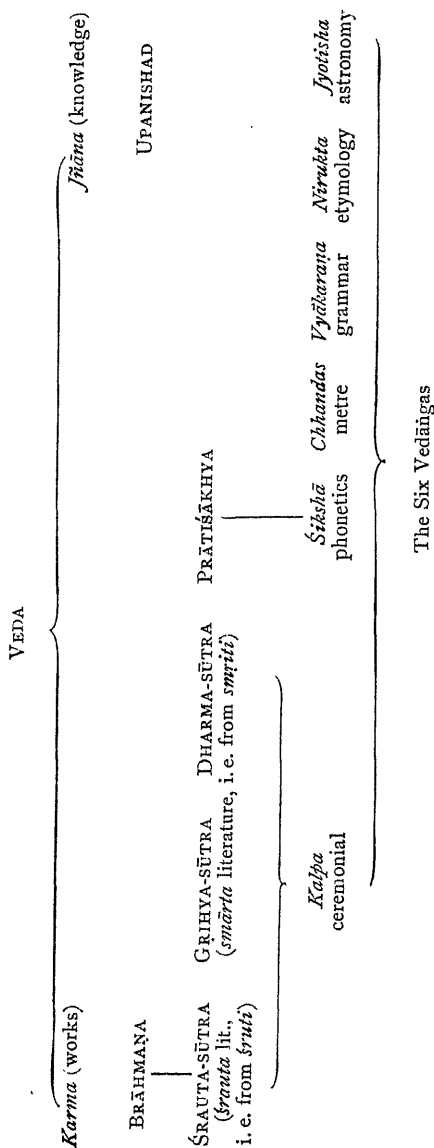 VEDA
Karma (works) Jñāna (knowledge)
BRĀHMAṆA UPANISHAD
ŚRAUTA-SŪTRA GṚIHYA-SŪTRA DHARMA-SŪTRA PRĀTIŚĀKHYA
(śrauta lit., (smārta literature, i. e. from smṛiti)
i. e. from śruti)
Kalpa Śikshā Chhandas Vyākaraṇa Nirukta Jyotisha
ceremonial phonetics metre grammar etymology astronomy
The Six Vedāṅgas